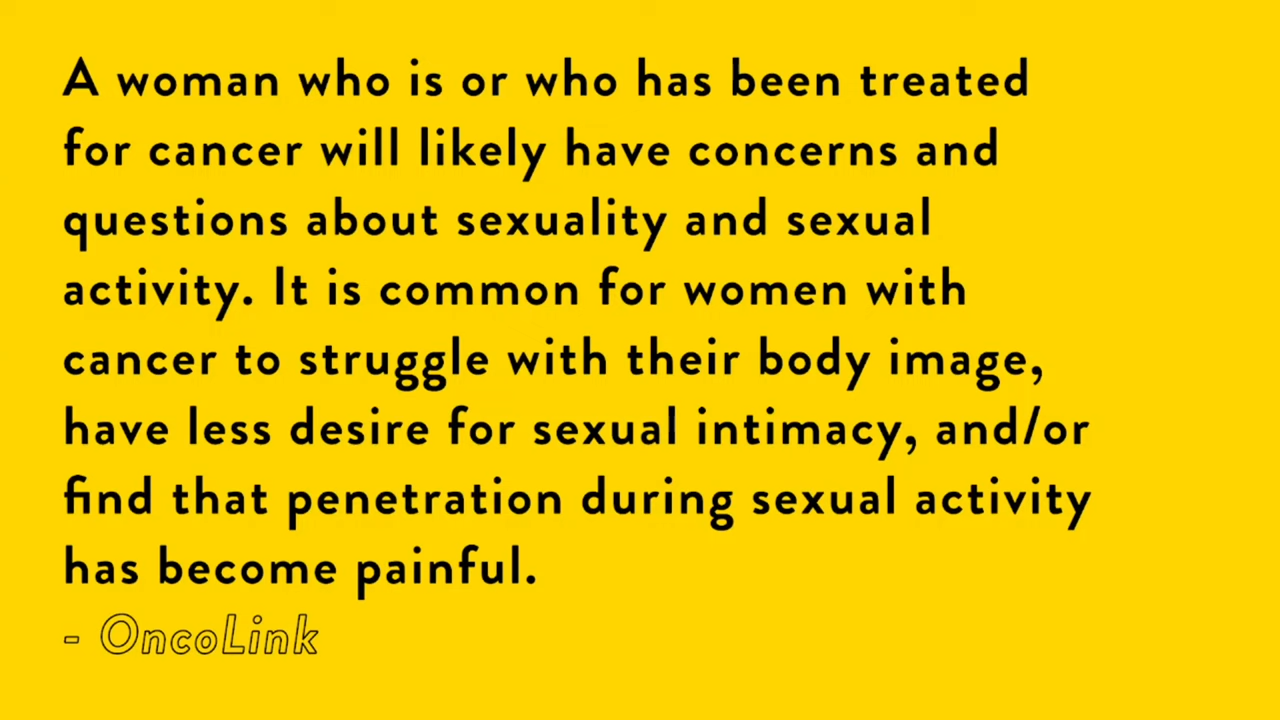 A woman who is or who has been treated
for cancer will likely have concerns and
questions about sexuality and sexual
activity. It is common for women with
cancer to struggle with their body image,
have less desire for sexual intimacy, and/or
find that penetration during sexual activity
has become painful.
- OncoLink